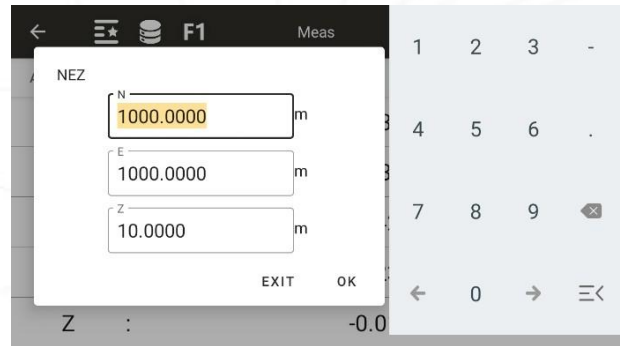 F1 Meas
NEZ
N
1000.0000 m
E
1000.0000 m
Z
10.0000 m
EXIT OK
Z : -0.0
1 2 3 -
4 5 6 .
7 8 9
0